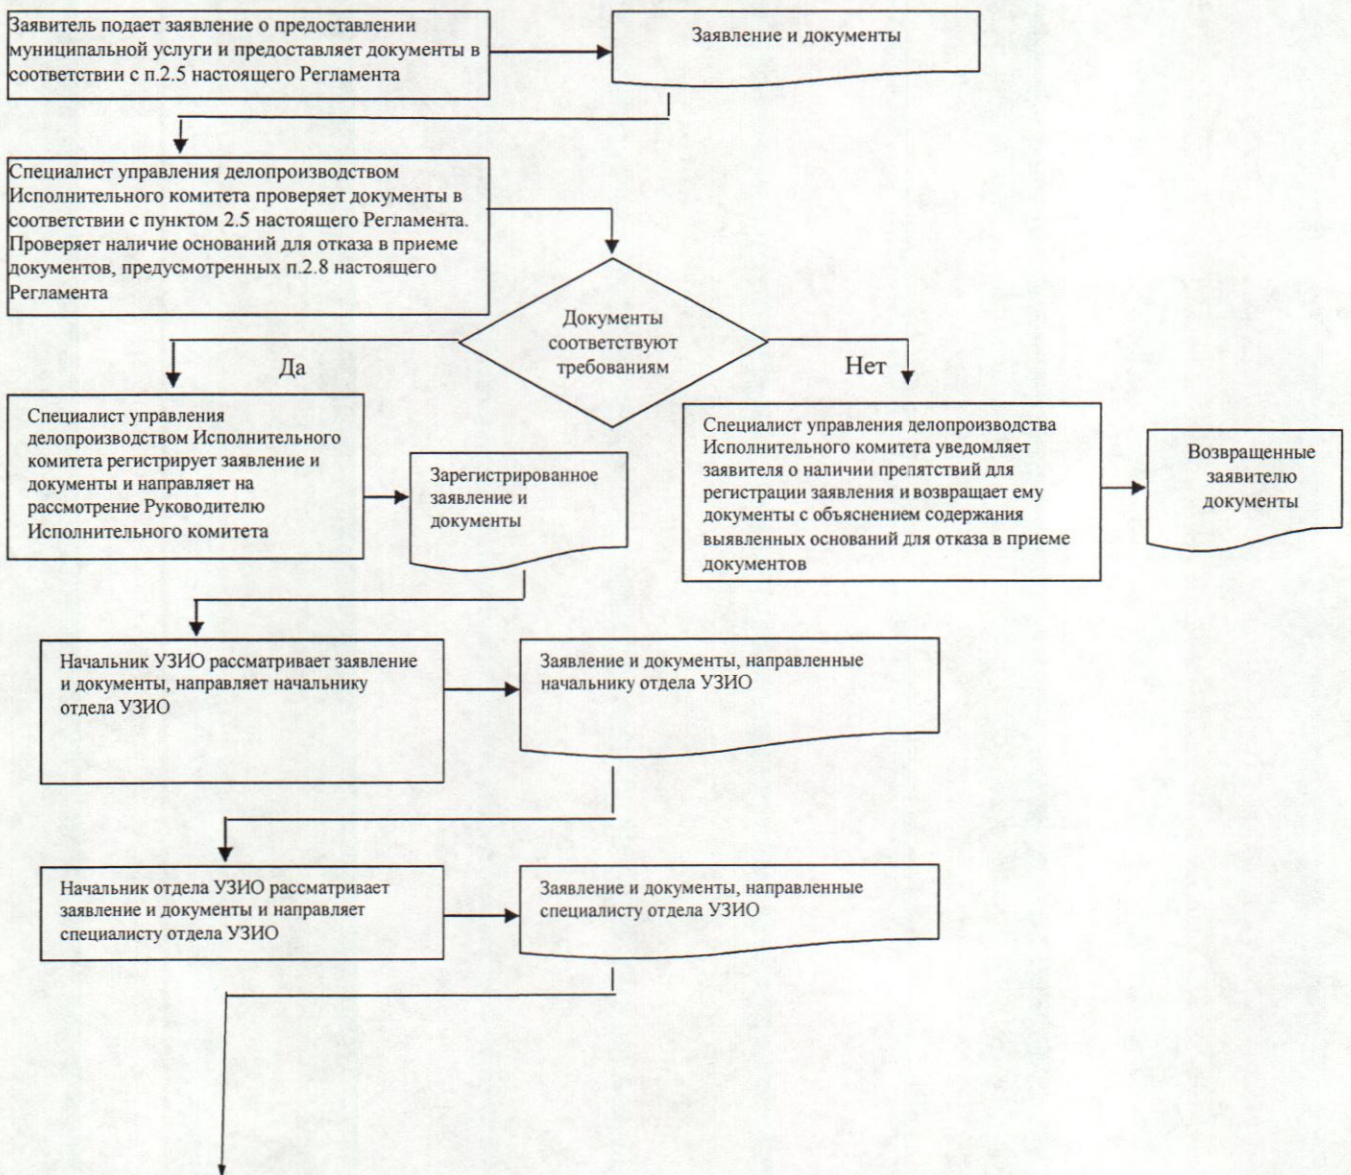 Заявитель подает заявление о предоставлении
муниципальной услуги и предоставляет документы в
соответствии с п.2.5 настоящего Регламента
Заявление и документы
Специалист управления делопроизводством
Исполнительного комитета проверяет документы в
соответствии с пунктом 2.5 настоящего Регламента.
Проверяет наличие оснований для отказа в приеме
документов, предусмотренных п.2.8 настоящего
Регламента
Документы
соответствуют
требованиям
Да
Нет
Специалист управления
делопроизводством Исполнительного
комитета регистрирует заявление и
документы и направляет на
рассмотрение Руководителю
Исполнительного комитета
Зарегистрированное
заявление и
документы
Специалист управления делопроизводства
Исполнительного комитета уведомляет
заявителя о наличии препятствий для
регистрации заявления и возвращает ему
документы с объяснением содержания
выявленных оснований для отказа в приеме
документов
Возвращенные
заявителю
документы
Начальник УЗИО рассматривает заявление
и документы, направляет начальнику
отдела УЗИО
Заявление и документы, направленные
начальнику отдела УЗИО
Начальник отдела УЗИО рассматривает
заявление и документы и направляет
специалисту отдела УЗИО
Заявление и документы, направленные
специалисту отдела УЗИО